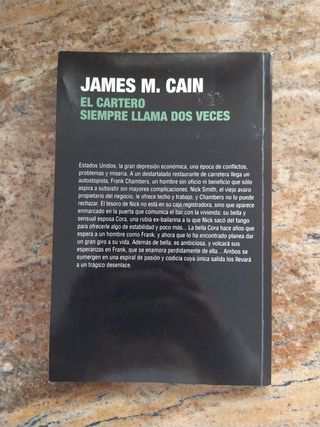 JAMES M. CAIN
EL CARTERO
SIEMPRE LLAMA DOS VECES
Estados Unidos, la gran depresión económica, una época de conflictos,
problemas y miseria. A un destartalado restaurante de carretera llega un
autostopista, Frank Chambers, un hombre sin oficio ni beneficio que sólo
aspira a subsistir sin mayores complicaciones. Nick Smith, el viejo avaro
propietario del negocio, le ofrece techo y trabajo, y Chambers no lo puede
rechazar. El tesoro de Nick no está en su caja registradora, sino que aparece
enmarcado en la puerta que comunica el bar con la vivienda: su bella y
sensual esposa Cora, una rubia ex-bailarina a la que Nick sacó del fango
para ofrecerle algo de estabilidad y poco más... La bella Cora hace años que
espera a un hombre como Frank, y ahora que lo ha encontrado planea dar
un gran giro a su vida. Además de bella, es ambiciosa, y volcará sus
esperanzas en Frank, que se enamora perdidamente de ella... Ambos se
sumergen en una espiral de pasión y codicia cuya única salida los llevará
a un trágico desenlace.